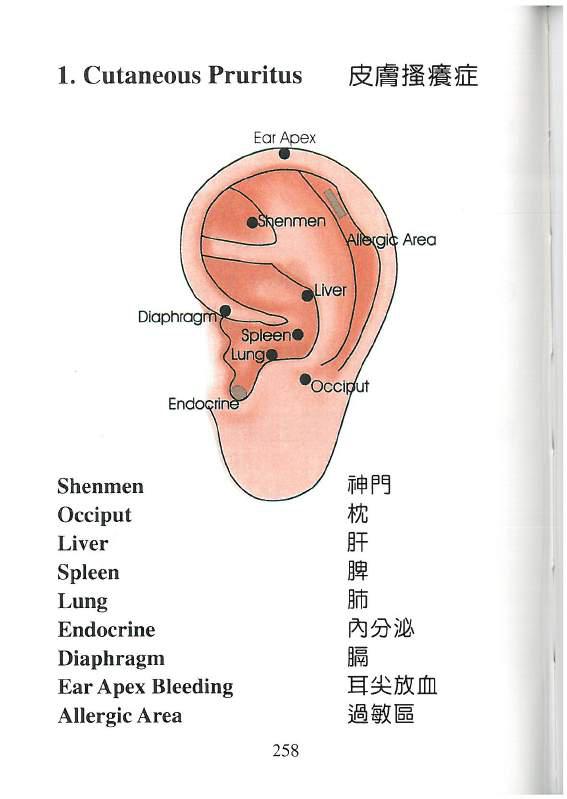 1. Cutaneous Pruritus 皮膚搔癢症
Ear Apex
Shenmen
Allergic Area
Liver
Diaphragm
Spleen
Lung
Occiput
Endocrine
Shenmen 神門
Occiput 枕
Liver 肝
Spleen 脾
Lung 肺
Endocrine 內分泌
Diaphragm 膈
Ear Apex Bleeding 耳尖放血
Allergic Area 過敏區
258